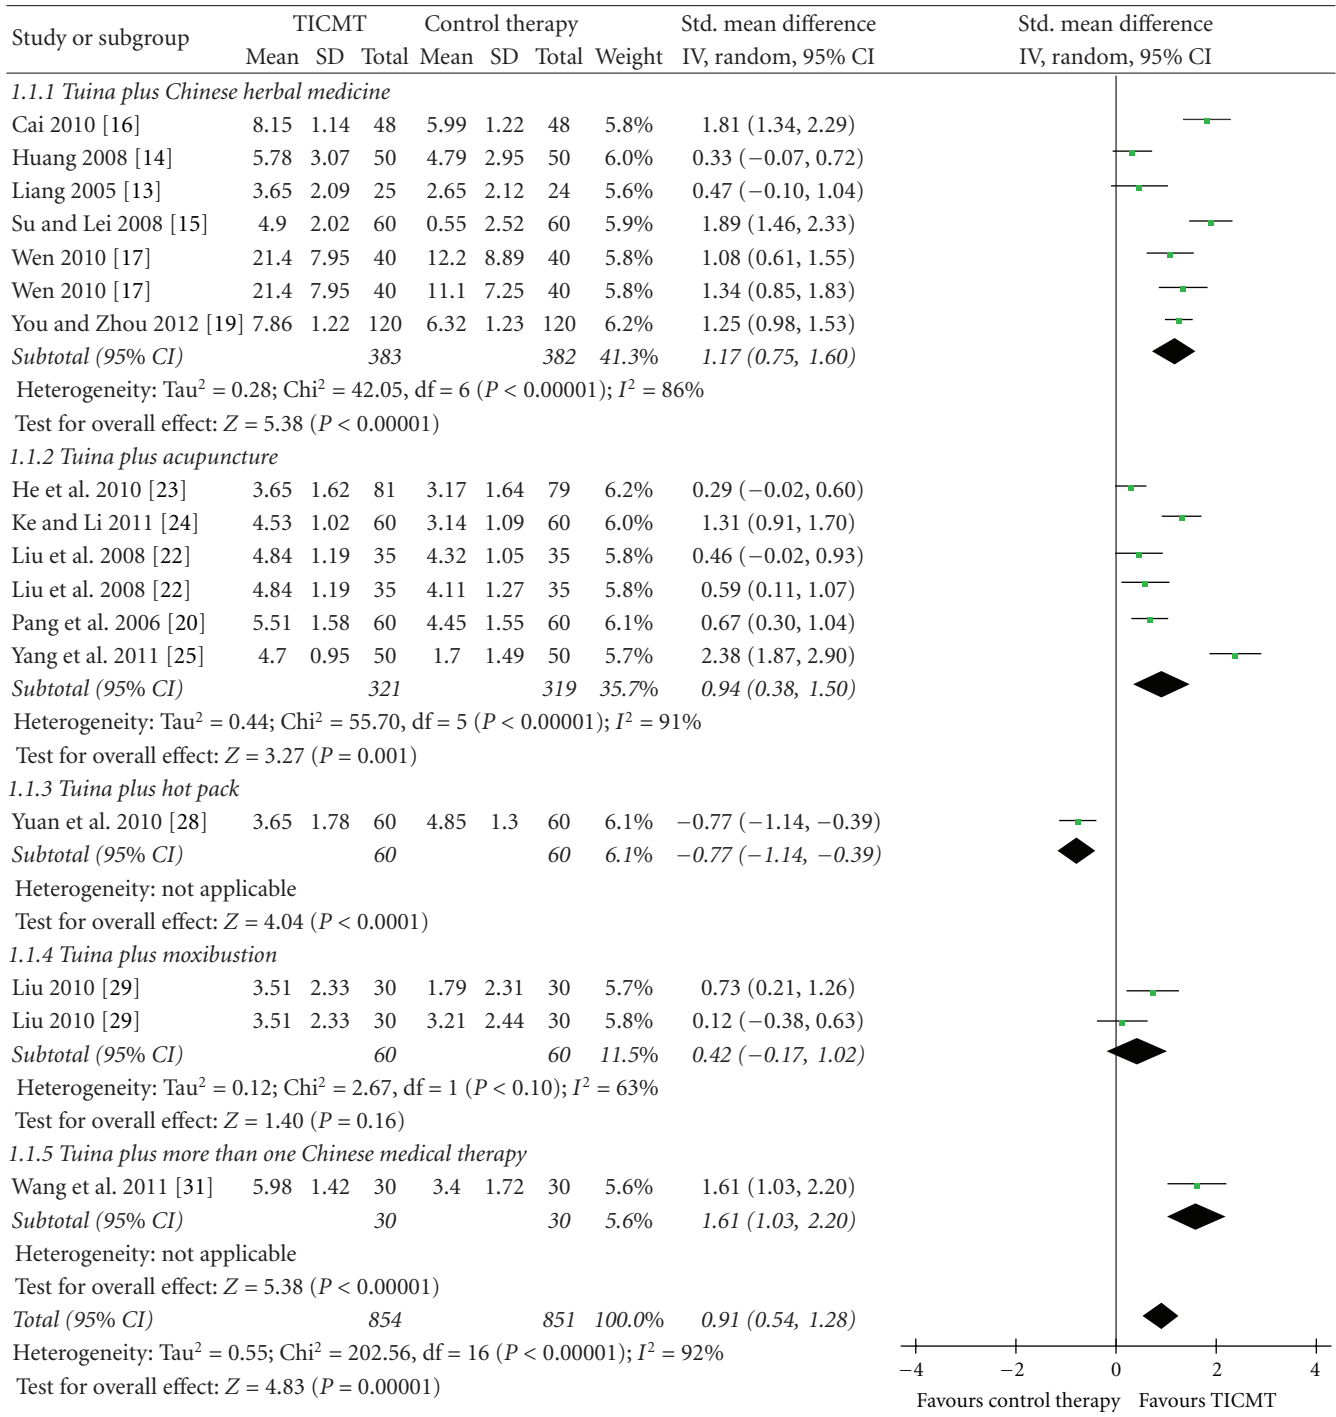 Study or subgroup TICMT Control therapy Std. mean difference Std. mean difference
Mean SD Total Mean SD Total Weight IV, random, 95% CI IV, random, 95% CI
1.1.1 Tuina plus Chinese herbal medicine
Cai 2010 [16] 8.15 1.14 48 5.99 1.22 48 5.8% 1.81 (1.34, 2.29)
Huang 2008 [14] 5.78 3.07 50 4.79 2.95 50 6.0% 0.33 (−0.07, 0.72)
Liang 2005 [13] 3.65 2.09 25 2.65 2.12 24 5.6% 0.47 (−0.10, 1.04)
Su and Lei 2008 [15] 4.9 2.02 60 0.55 2.52 60 5.9% 1.89 (1.46, 2.33)
Wen 2010 [17] 21.4 7.95 40 12.2 8.89 40 5.8% 1.08 (0.61, 1.55)
Wen 2010 [17] 21.4 7.95 40 11.1 7.25 40 5.8% 1.34 (0.85, 1.83)
You and Zhou 2012 [19] 7.86 1.22 120 6.32 1.23 120 6.2% 1.25 (0.98, 1.53)
Subtotal (95% CI) 383 382 41.3% 1.17 (0.75, 1.60)
Heterogeneity: Tau² = 0.28; Chi² = 42.05, df = 6 (P < 0.00001); I² = 86%
Test for overall effect: Z = 5.38 (P < 0.00001)
1.1.2 Tuina plus acupuncture
He et al. 2010 [23] 3.65 1.62 81 3.17 1.64 79 6.2% 0.29 (−0.02, 0.60)
Ke and Li 2011 [24] 4.53 1.02 60 3.14 1.09 60 6.0% 1.31 (0.91, 1.70)
Liu et al. 2008 [22] 4.84 1.19 35 4.32 1.05 35 5.8% 0.46 (−0.02, 0.93)
Liu et al. 2008 [22] 4.84 1.19 35 4.11 1.27 35 5.8% 0.59 (0.11, 1.07)
Pang et al. 2006 [20] 5.51 1.58 60 4.45 1.55 60 6.1% 0.67 (0.30, 1.04)
Yang et al. 2011 [25] 4.7 0.95 50 1.7 1.49 50 5.7% 2.38 (1.87, 2.90)
Subtotal (95% CI) 321 319 35.7% 0.94 (0.38, 1.50)
Heterogeneity: Tau² = 0.44; Chi² = 55.70, df = 5 (P < 0.00001); I² = 91%
Test for overall effect: Z = 3.27 (P = 0.001)
1.1.3 Tuina plus hot pack
Yuan et al. 2010 [28] 3.65 1.78 60 4.85 1.3 60 6.1% −0.77 (−1.14, −0.39)
Subtotal (95% CI) 60 60 6.1% −0.77 (−1.14, −0.39)
Heterogeneity: not applicable
Test for overall effect: Z = 4.04 (P < 0.0001)
1.1.4 Tuina plus moxibustion
Liu 2010 [29] 3.51 2.33 30 1.79 2.31 30 5.7% 0.73 (0.21, 1.26)
Liu 2010 [29] 3.51 2.33 30 3.21 2.44 30 5.8% 0.12 (−0.38, 0.63)
Subtotal (95% CI) 60 60 11.5% 0.42 (−0.17, 1.02)
Heterogeneity: Tau² = 0.12; Chi² = 2.67, df = 1 (P < 0.10); I² = 63%
Test for overall effect: Z = 1.40 (P = 0.16)
1.1.5 Tuina plus more than one Chinese medical therapy
Wang et al. 2011 [31] 5.98 1.42 30 3.4 1.72 30 5.6% 1.61 (1.03, 2.20)
Subtotal (95% CI) 30 30 5.6% 1.61 (1.03, 2.20)
Heterogeneity: not applicable
Test for overall effect: Z = 5.38 (P < 0.00001)
Total (95% CI) 854 851 100.0% 0.91 (0.54, 1.28)
Heterogeneity: Tau² = 0.55; Chi² = 202.56, df = 16 (P < 0.00001); I² = 92%
Test for overall effect: Z = 4.83 (P = 0.00001)
−4 −2 0 2 4
Favours control therapy Favours TICMT